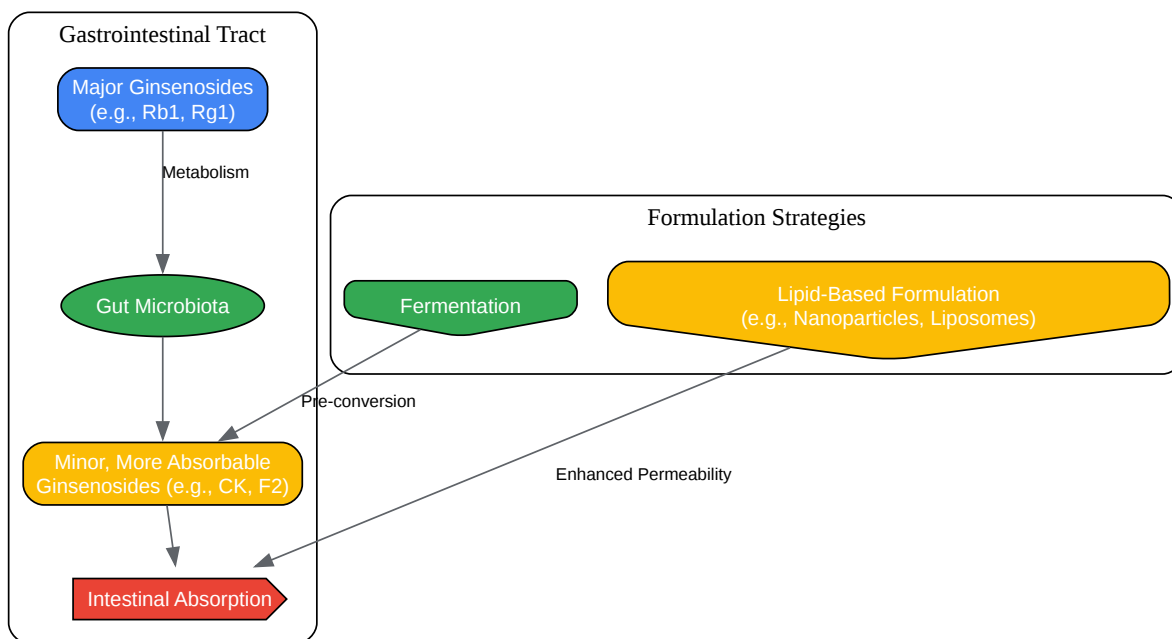 Gastrointestinal Tract
Major Ginsenosides
(e.g., Rb1, Rg1)
Metabolism
Gut Microbiota
Formulation Strategies
Fermentation
Lipid-Based Formulation
(e.g., Nanoparticles, Liposomes)
Pre-conversion
Enhanced Permeability
Minor, More Absorbable
Ginsenosides (e.g., CK, F2)
Intestinal Absorption